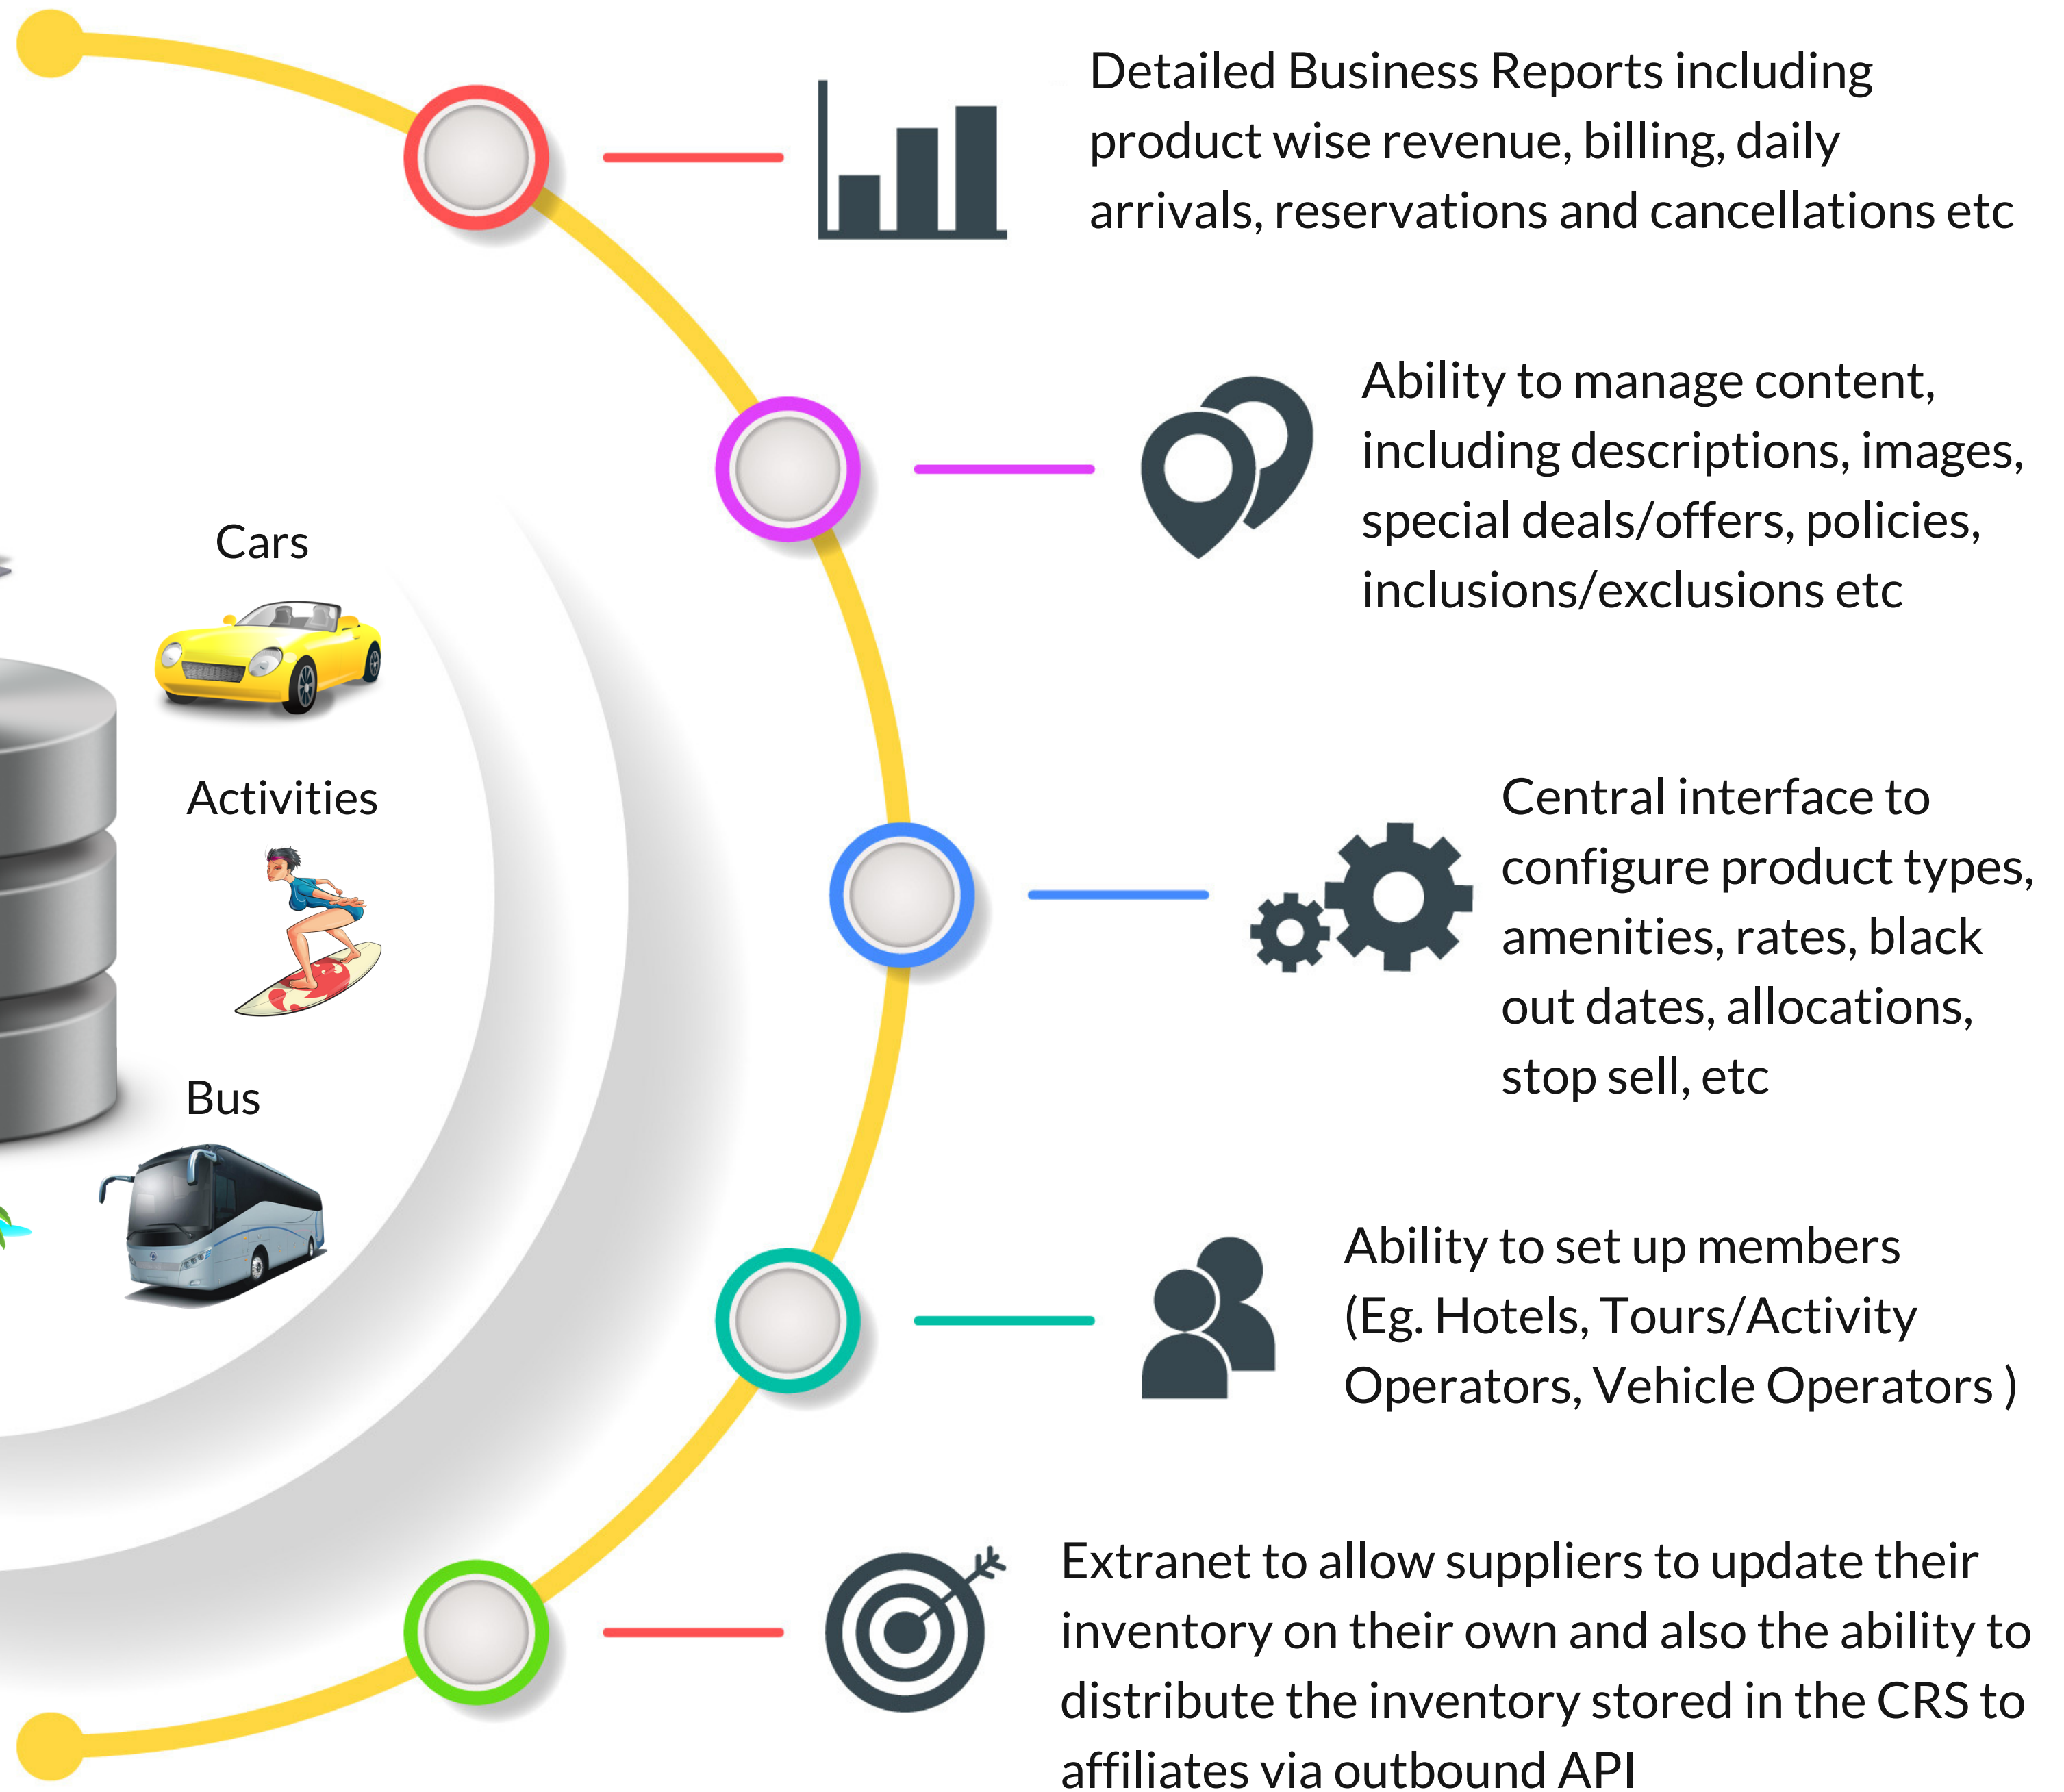 Detailed Business Reports including
product wise revenue, billing, daily
arrivals, reservations and cancellations etc
Ability to manage content,
including descriptions, images,
special deals/offers, policies,
inclusions/exclusions etc
Cars
Activities
Bus
Central interface to
configure product types,
amenities, rates, black
out dates, allocations,
stop sell, etc
Ability to set up members
(Eg. Hotels, Tours/Activity
Operators, Vehicle Operators )
Extranet to allow suppliers to update their
inventory on their own and also the ability to
distribute the inventory stored in the CRS to
affiliates via outbound API